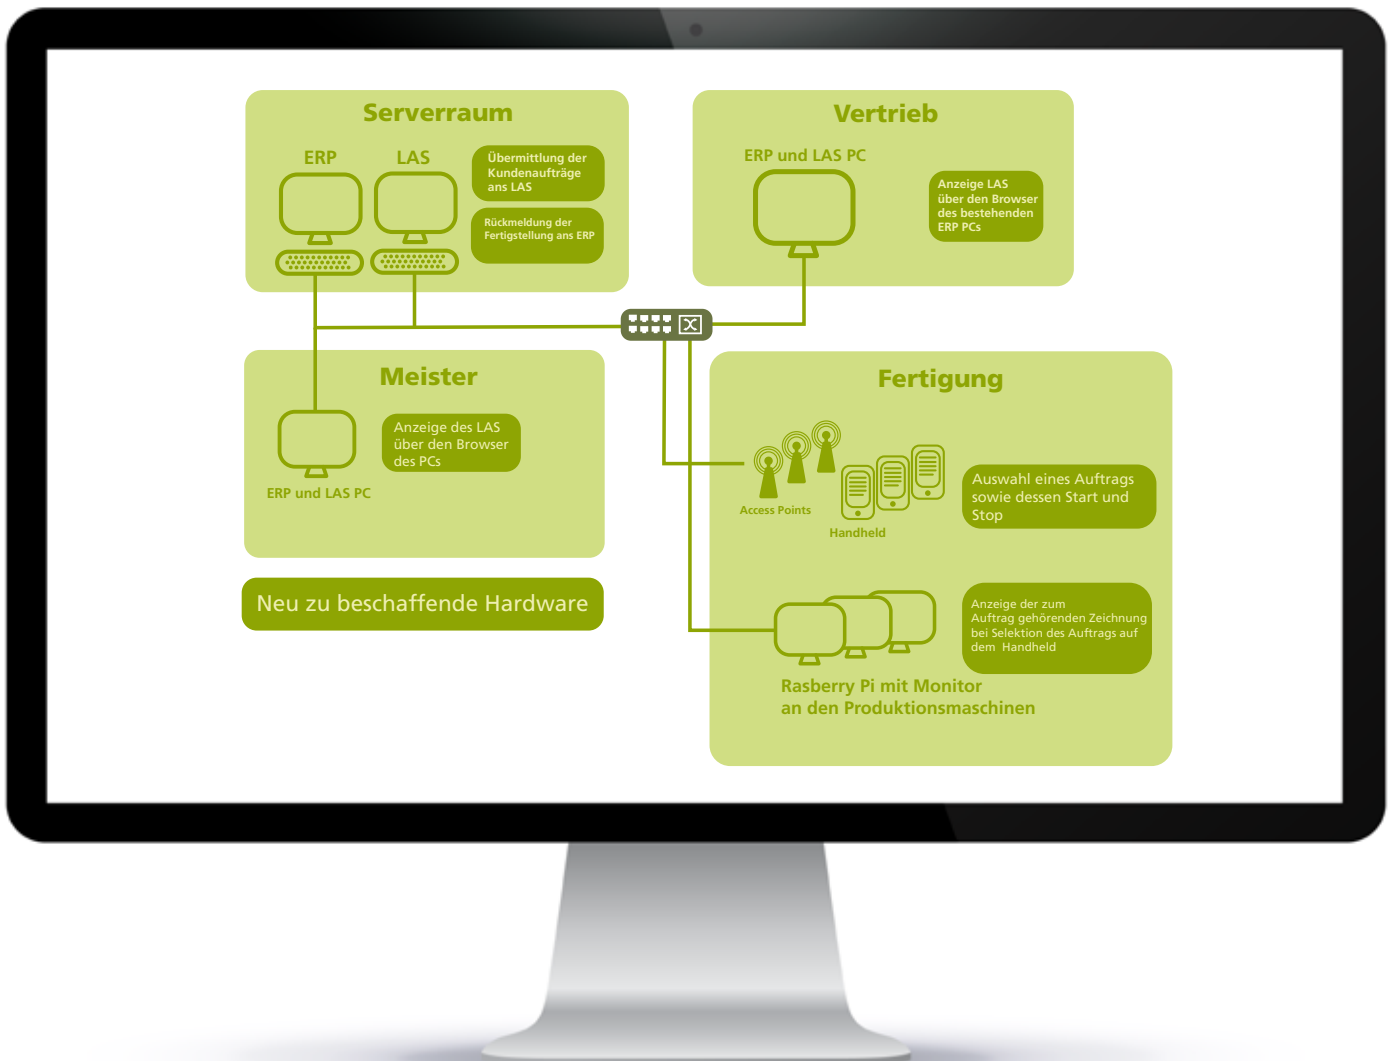 Serverraum
ERP
LAS
Übermittlung der
Kundenaufträge
ans LAS
Rückmeldung der
Fertigstellung ans ERP
Vertrieb
ERP und LAS PC
Anzeige LAS
über den Browser
des bestehenden
ERP PCs
Meister
Anzeige des LAS
über den Browser
des PCs
ERP und LAS PC
Neu zu beschaffende Hardware
Fertigung
Access Points
Handheld
Auswahl eines Auftrags
sowie dessen Start und
Stop
Anzeige der zum
Auftrag gehörenden Zeichnung
bei Selektion des Auftrags auf
dem Handheld
Rasberry Pi mit Monitor
an den Produktionsmaschinen